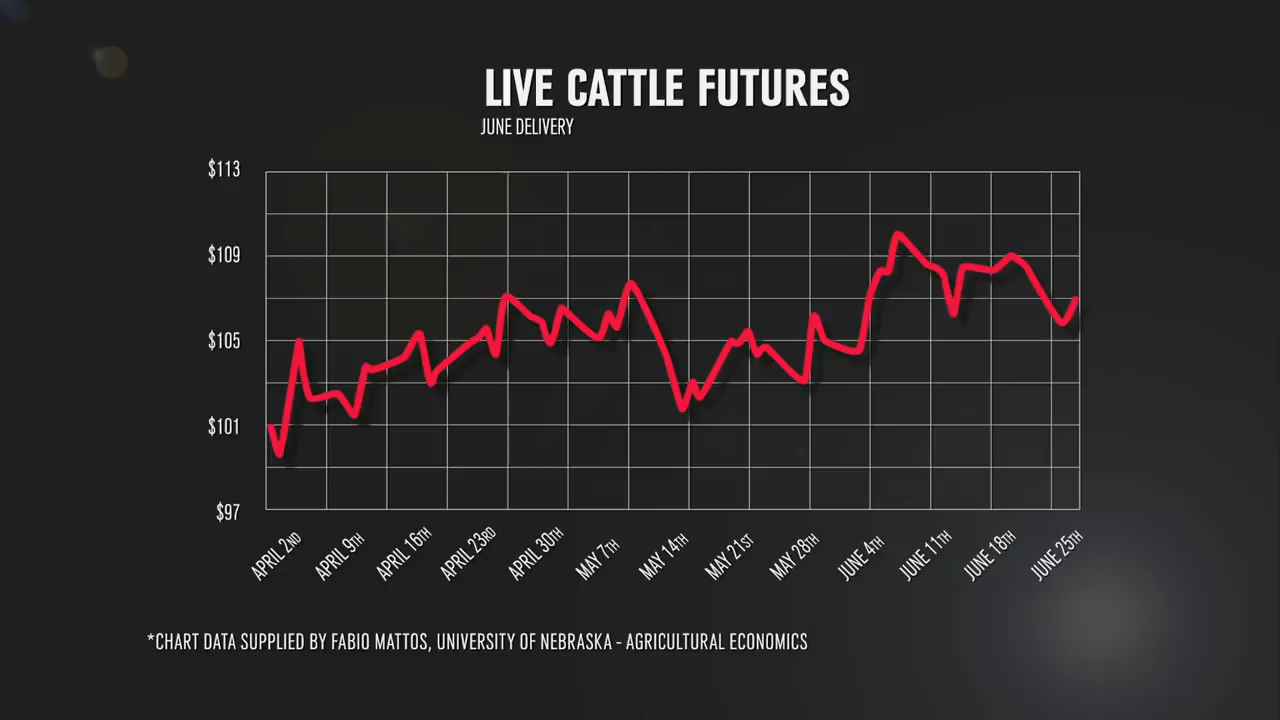 LIVE CATTLE FUTURES
JUNE DELIVERY
$113
$109
$105
$101
$97
APRIL 2ND
APRIL 9TH
APRIL 16TH
APRIL 23RD
APRIL 30TH
MAY 7TH
MAY 14TH
MAY 21ST
MAY 28TH
JUNE 4TH
JUNE 11TH
JUNE 18TH
JUNE 25TH
*CHART DATA SUPPLIED BY FABIO MATTOS, UNIVERSITY OF NEBRASKA - AGRICULTURAL ECONOMICS